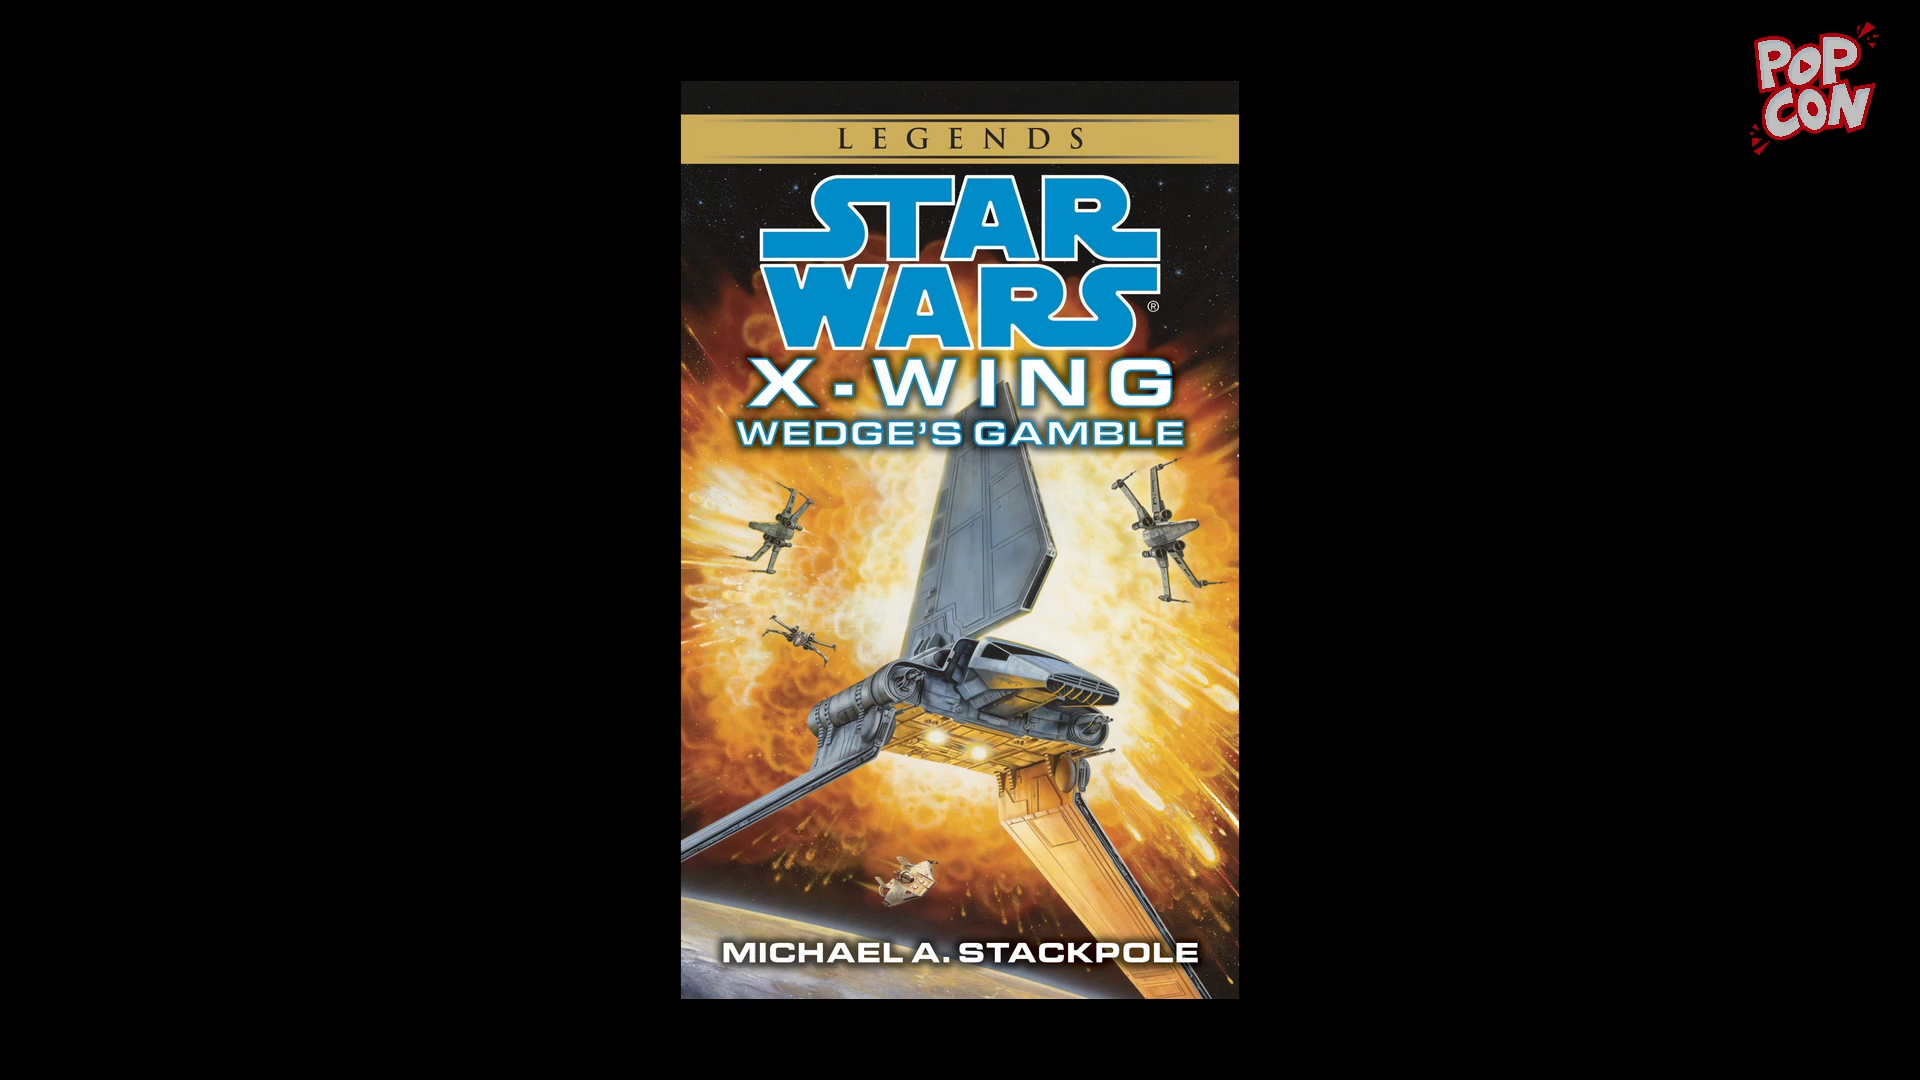 POP
CON
LEGENDS
STAR
WARS®
X-WING
WEDGE'S GAMBLE
MICHAEL A. STACKPOLE